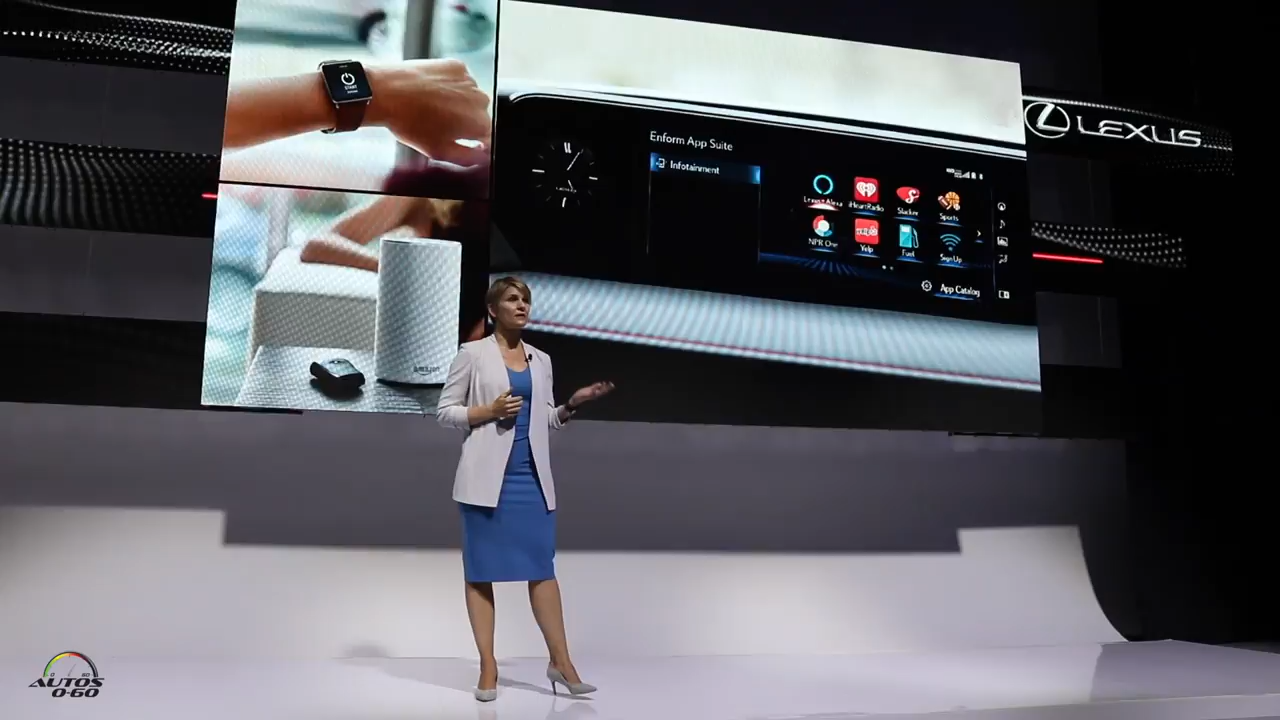 START
Enform App Suite
Infotainment
Lexus+Alexa
iHeartRadio
Slacker
Sports
NPR One
Yelp
Fuel
Sign Up
App Catalog
LEXUS
amazon
AUTOS
0-60